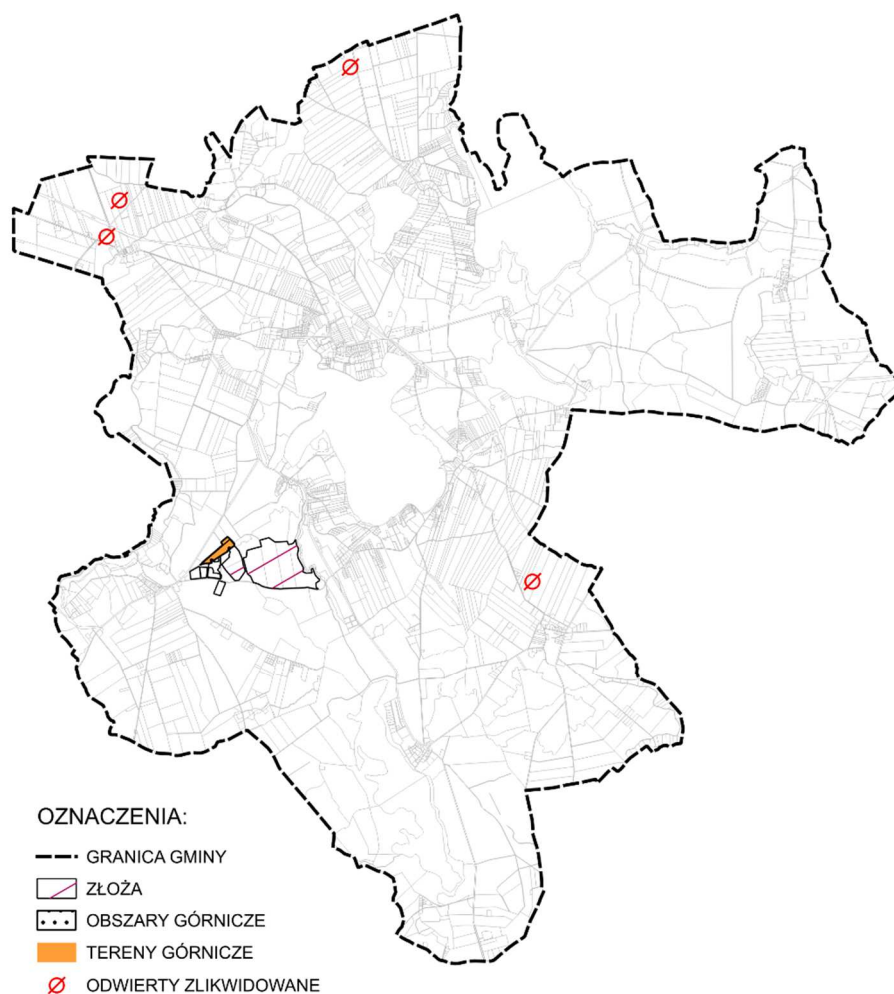 OZNACZENIA:
GRANICA GMINY
ZŁOŻA
OBSZARY GÓRNICZE
TERENY GÓRNICZE
ODWIERTY ZLIKWIDOWANE